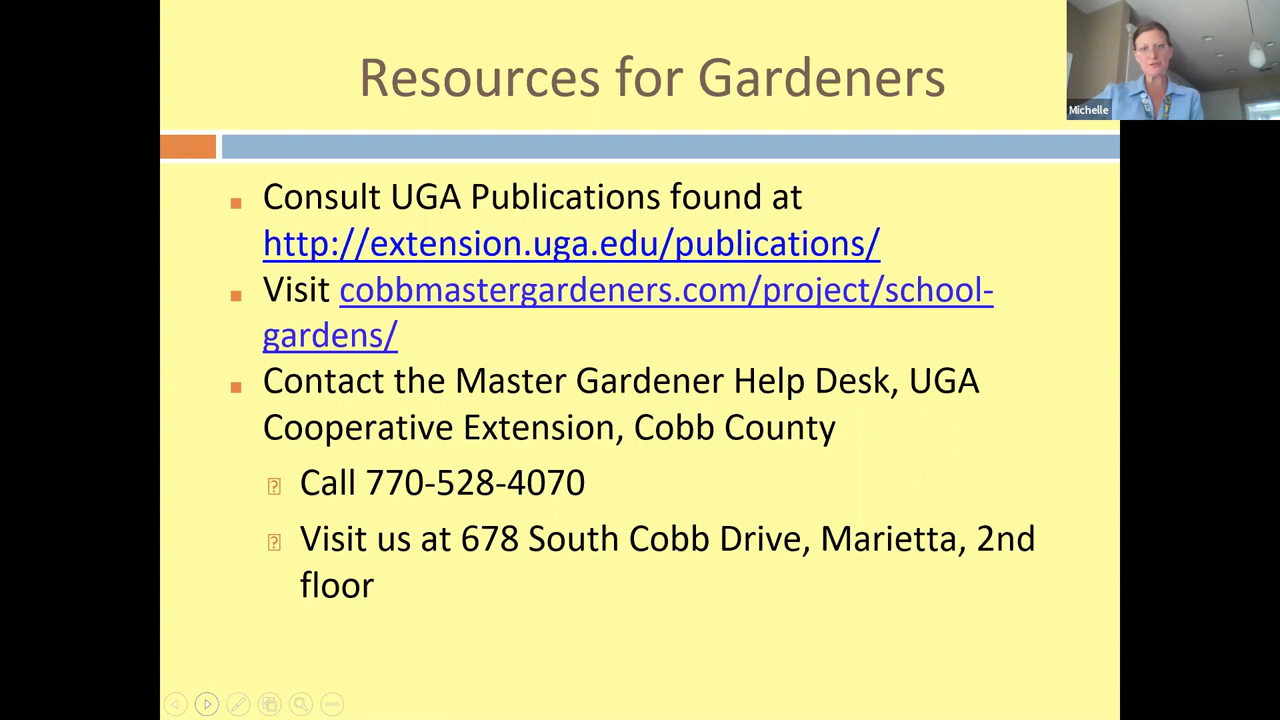 Resources for Gardeners
Michelle
Consult UGA Publications found at
http://extension.uga.edu/publications/
Visit cobbmastergardeners.com/project/school-
gardens/
Contact the Master Gardener Help Desk, UGA
Cooperative Extension, Cobb County
Call 770-528-4070
Visit us at 678 South Cobb Drive, Marietta, 2nd
floor